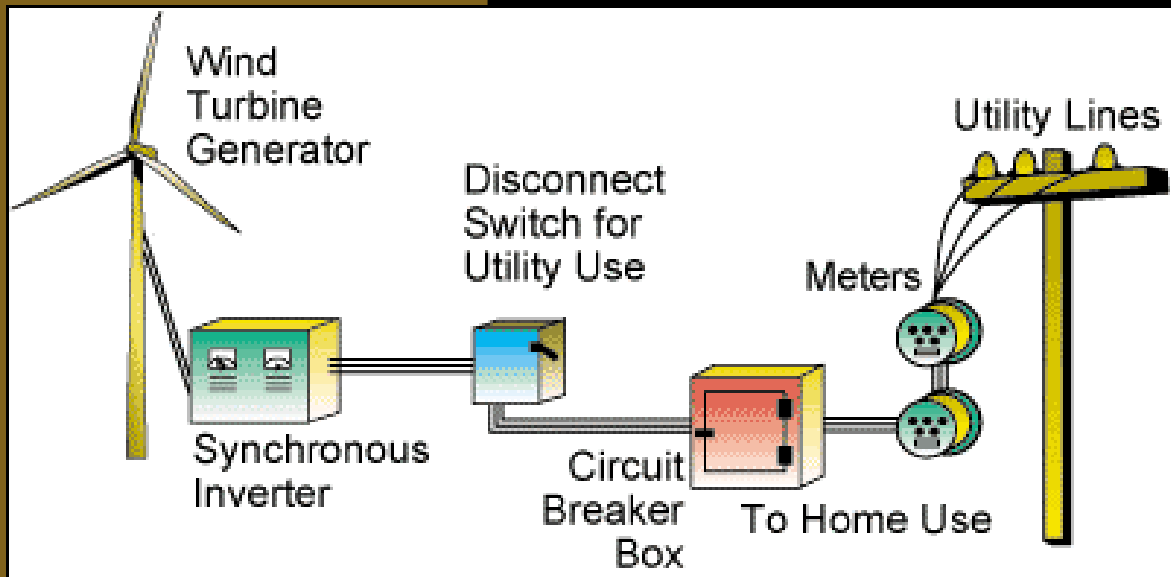 Wind
Turbine
Generator
Utility Lines
Disconnect
Switch for
Utility Use
Meters
Synchronous
Inverter
Circuit
Breaker
Box
To Home Use